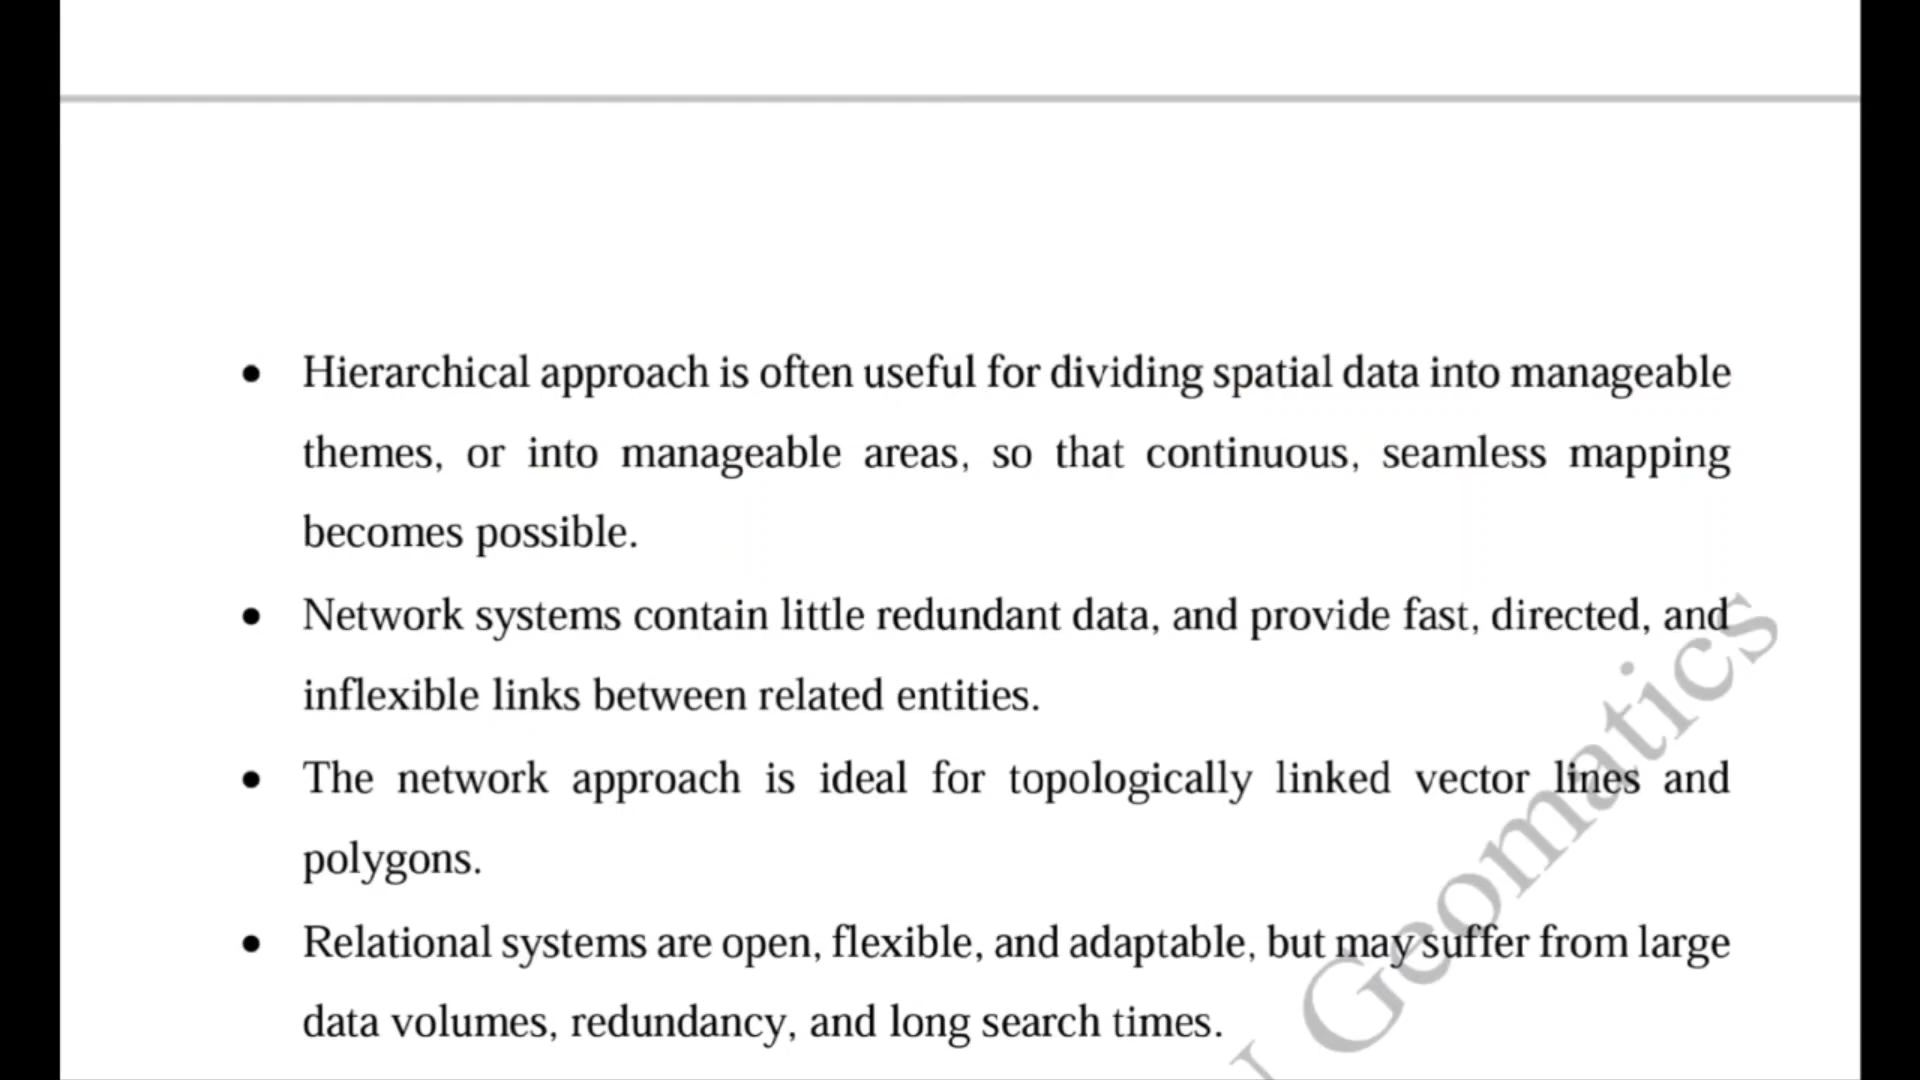 • Hierarchical approach is often useful for dividing spatial data into manageable
themes, or into manageable areas, so that continuous, seamless mapping
becomes possible.
• Network systems contain little redundant data, and provide fast, directed, and
inflexible links between related entities.
• The network approach is ideal for topologically linked vector lines and
polygons.
• Relational systems are open, flexible, and adaptable, but may suffer from large
data volumes, redundancy, and long search times.
Geomatics